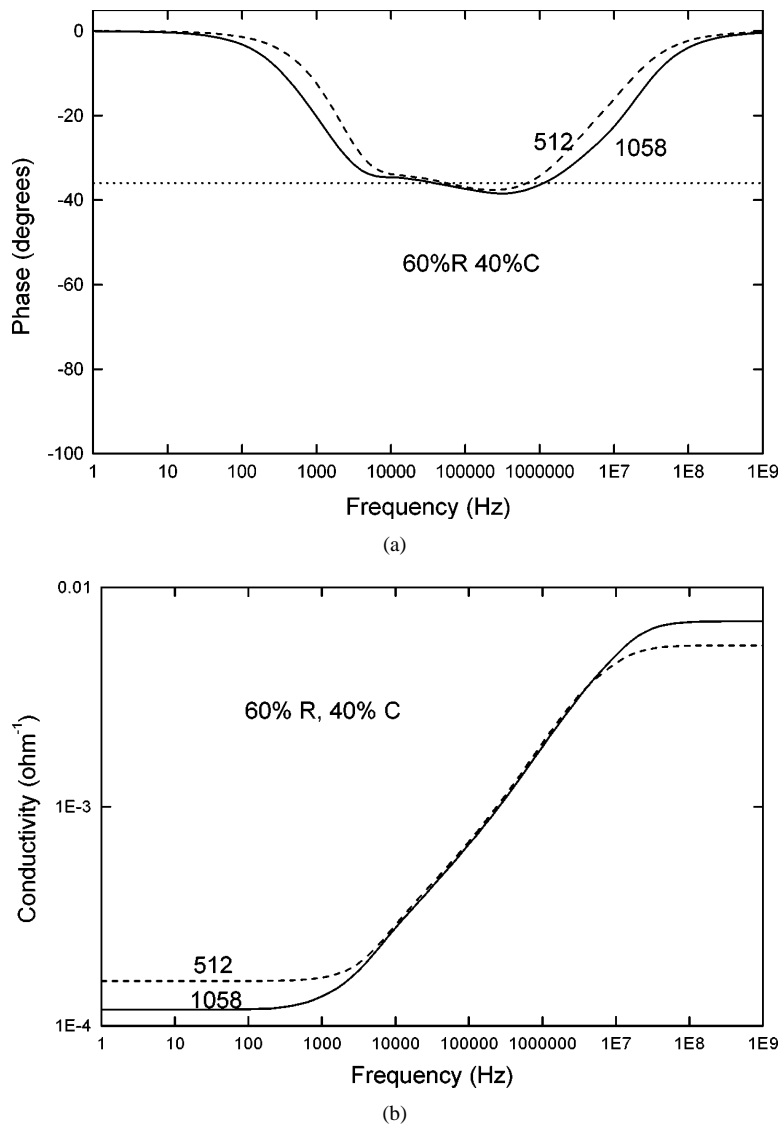 0
-20
-40
-60
-80
-100
Phase (degrees)
512
1058
60%R 40%C
1 10 100 1000 10000 100000 1000000 1E7 1E8 1E9
Frequency (Hz)
(a)
0.01
1E-3
1E-4
Conductivity (ohm⁻¹)
60% R, 40% C
512
1058
1 10 100 1000 10000 100000 1000000 1E7 1E8 1E9
Frequency (Hz)
(b)